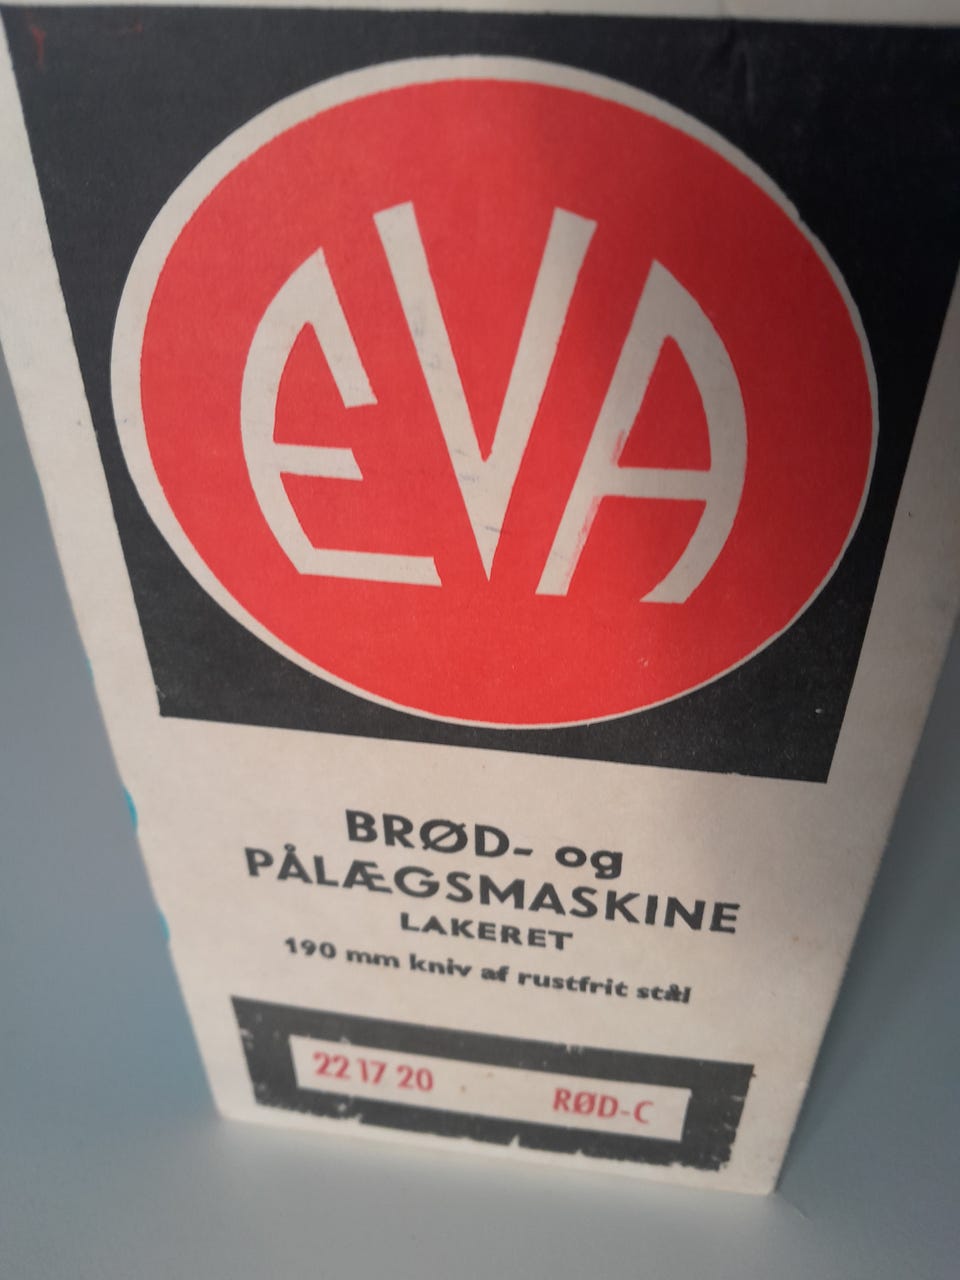 EVA
BRØD- og
PÅLÆGSMASKINE
LAKERET
190 mm kniv af rustfrit stål
22 17 20 RØD-C